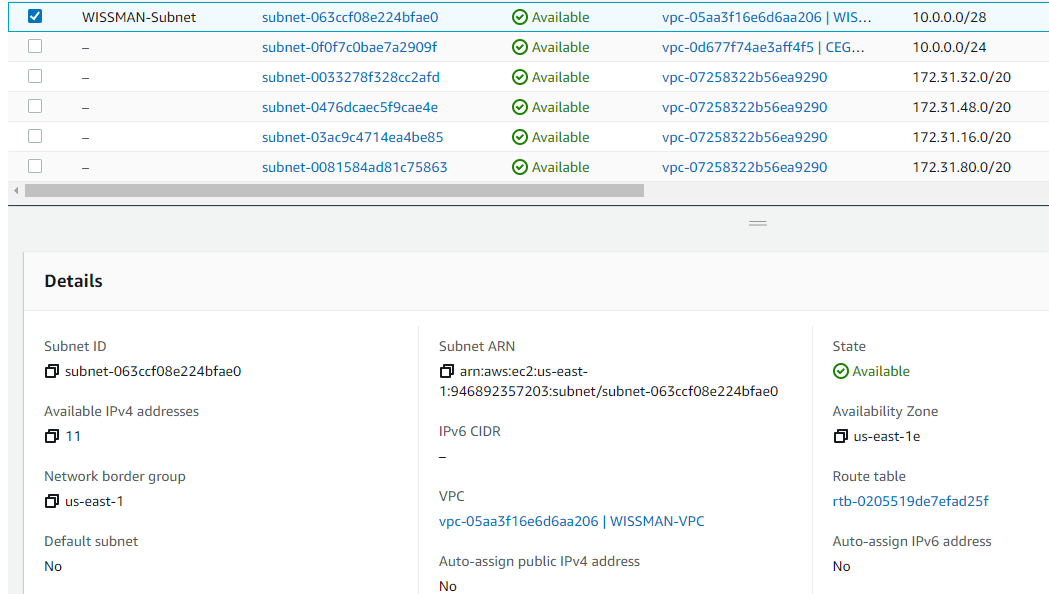 WISSMAN-Subnet subnet-063ccf08e224bfae0 Available vpc-05aa3f16e6d6aa206 | WIS... 10.0.0.0/28
– subnet-0f0f7c0bae7a2909f Available vpc-0d677f74ae3aff4f5 | CEG... 10.0.0.0/24
– subnet-0033278f328cc2afd Available vpc-07258322b56ea9290 172.31.32.0/20
– subnet-0476dcaec5f9cae4e Available vpc-07258322b56ea9290 172.31.48.0/20
– subnet-03ac9c4714ea4be85 Available vpc-07258322b56ea9290 172.31.16.0/20
– subnet-0081584ad81c75863 Available vpc-07258322b56ea9290 172.31.80.0/20
Details
Subnet ID
subnet-063ccf08e224bfae0
Available IPv4 addresses
11
Network border group
us-east-1
Default subnet
No
Subnet ARN
arn:aws:ec2:us-east-
1:946892357203:subnet/subnet-063ccf08e224bfae0
IPv6 CIDR
–
VPC
vpc-05aa3f16e6d6aa206 | WISSMAN-VPC
Auto-assign public IPv4 address
No
State
Available
Availability Zone
us-east-1e
Route table
rtb-0205519de7efad25f
Auto-assign IPv6 address
No